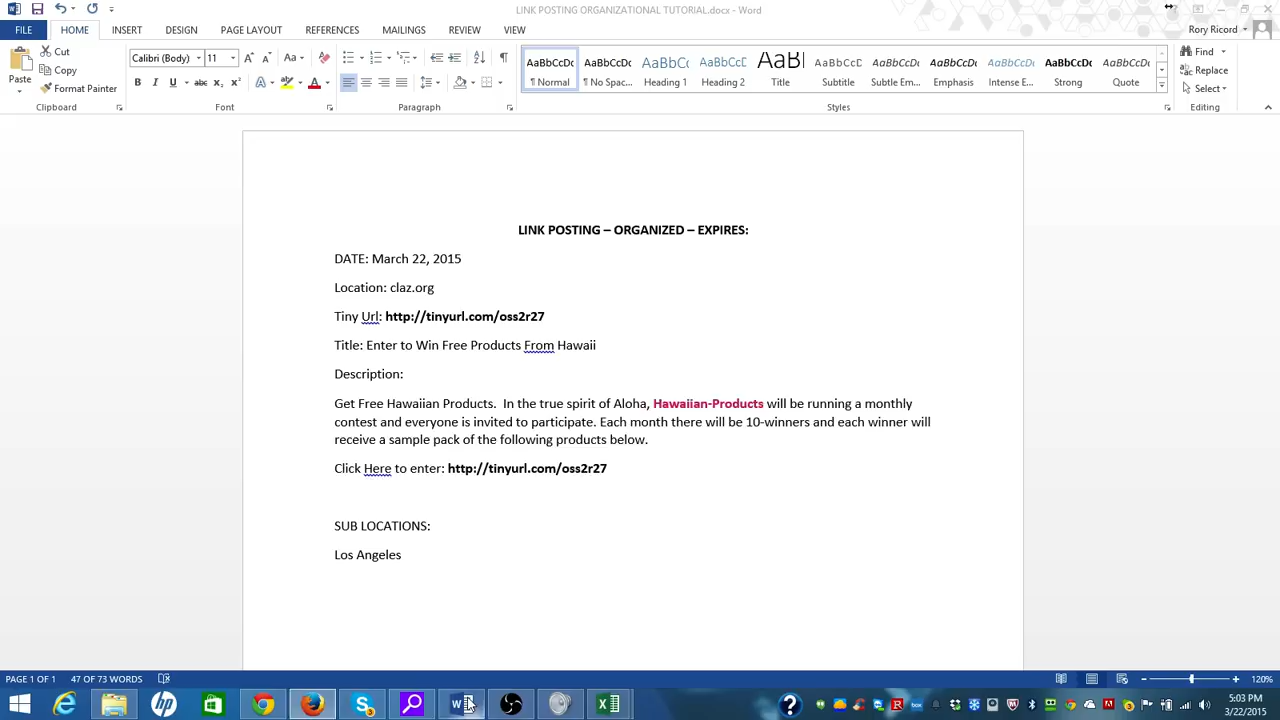 LINK POSTING ORGANIZATIONAL TUTORIAL.docx - Word
FILE HOME INSERT DESIGN PAGE LAYOUT REFERENCES MAILINGS REVIEW VIEW Rory Ricord
Paste Cut Copy Format Painter
Calibri (Body) 11
AaBbCcDc AaBbCcDc AaBbCc AaBbCcD AaBl AaBbCcD AaBbCcDc AaBbCcDc AaBbCcDc AaBbCcDc AaBbCcDc
¶ Normal ¶ No Spac... Heading 1 Heading 2 Title Subtitle Subtle Em... Emphasis Intense E... Strong Quote
Find Replace Select
Clipboard Font Paragraph Styles Editing
LINK POSTING – ORGANIZED – EXPIRES:
DATE: March 22, 2015
Location: claz.org
Tiny Url: http://tinyurl.com/oss2r27
Title: Enter to Win Free Products From Hawaii
Description:
Get Free Hawaiian Products. In the true spirit of Aloha, Hawaiian-Products will be running a monthly
contest and everyone is invited to participate. Each month there will be 10-winners and each winner will
receive a sample pack of the following products below.
Click Here to enter: http://tinyurl.com/oss2r27
SUB LOCATIONS:
Los Angeles
PAGE 1 OF 1 47 OF 73 WORDS 120%
5:03 PM
3/22/2015